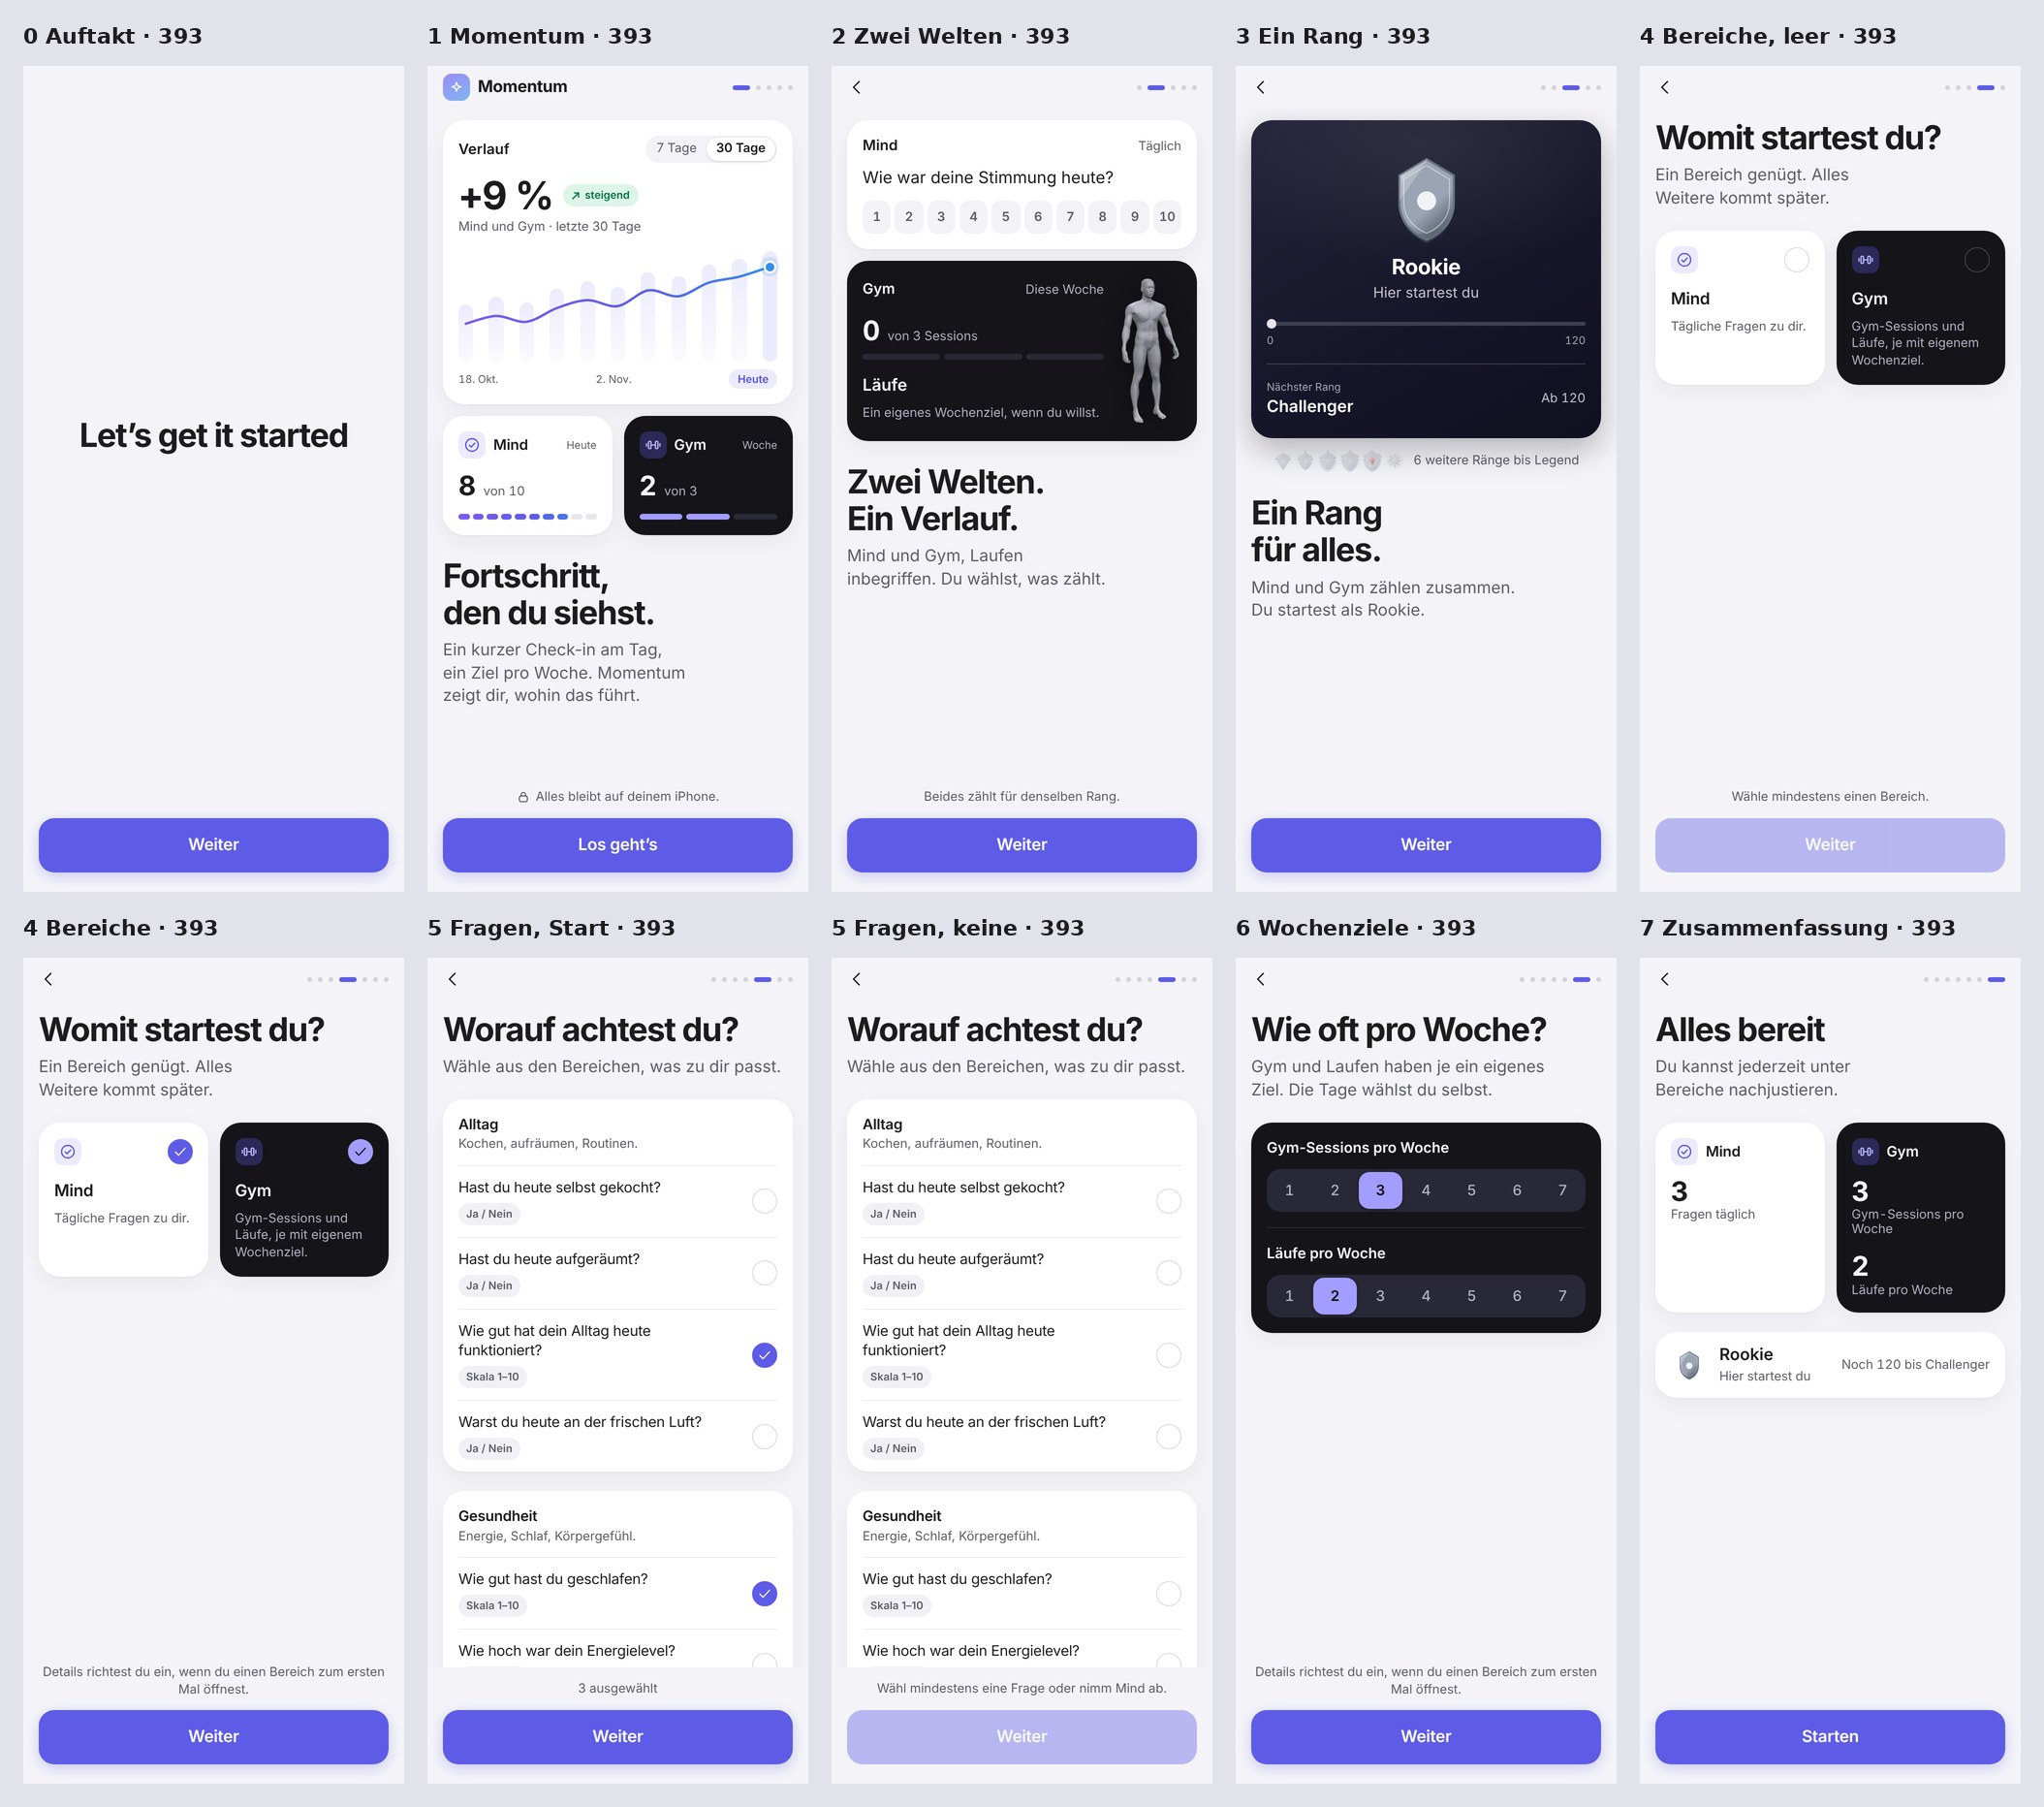 0 Auftakt · 393
Let’s get it started
Weiter
1 Momentum · 393
Momentum
Verlauf
7 Tage
30 Tage
+9 %
steigend
Mind und Gym · letzte 30 Tage
18. Okt.
2. Nov.
Heute
Mind
Heute
8 von 10
Gym
Woche
2 von 3
Fortschritt,
den du siehst.
Ein kurzer Check-in am Tag,
ein Ziel pro Woche. Momentum
zeigt dir, wohin das führt.
Alles bleibt auf deinem iPhone.
Los geht’s
2 Zwei Welten · 393
Mind
Täglich
Wie war deine Stimmung heute?
1 2 3 4 5 6 7 8 9 10
Gym
Diese Woche
0 von 3 Sessions
Läufe
Ein eigenes Wochenziel, wenn du willst.
Zwei Welten.
Ein Verlauf.
Mind und Gym, Laufen
inbegriffen. Du wählst, was zählt.
Beides zählt für denselben Rang.
Weiter
3 Ein Rang · 393
Rookie
Hier startest du
0
120
Nächster Rang
Challenger
Ab 120
6 weitere Ränge bis Legend
Ein Rang
für alles.
Mind und Gym zählen zusammen.
Du startest als Rookie.
Weiter
4 Bereiche, leer · 393
Womit startest du?
Ein Bereich genügt. Alles
Weitere kommt später.
Mind
Tägliche Fragen zu dir.
Gym
Gym-Sessions und
Läufe, je mit eigenem
Wochenziel.
Wähle mindestens einen Bereich.
Weiter
4 Bereiche · 393
Womit startest du?
Ein Bereich genügt. Alles
Weitere kommt später.
Mind
Tägliche Fragen zu dir.
Gym
Gym-Sessions und
Läufe, je mit eigenem
Wochenziel.
Details richtest du ein, wenn du einen Bereich zum ersten
Mal öffnest.
Weiter
5 Fragen, Start · 393
Worauf achtest du?
Wähle aus den Bereichen, was zu dir passt.
Alltag
Kochen, aufräumen, Routinen.
Hast du heute selbst gekocht?
Ja / Nein
Hast du heute aufgeräumt?
Ja / Nein
Wie gut hat dein Alltag heute
funktioniert?
Skala 1–10
Warst du heute an der frischen Luft?
Ja / Nein
Gesundheit
Energie, Schlaf, Körpergefühl.
Wie gut hast du geschlafen?
Skala 1–10
Wie hoch war dein Energielevel?
3 ausgewählt
Weiter
5 Fragen, keine · 393
Worauf achtest du?
Wähle aus den Bereichen, was zu dir passt.
Alltag
Kochen, aufräumen, Routinen.
Hast du heute selbst gekocht?
Ja / Nein
Hast du heute aufgeräumt?
Ja / Nein
Wie gut hat dein Alltag heute
funktioniert?
Skala 1–10
Warst du heute an der frischen Luft?
Ja / Nein
Gesundheit
Energie, Schlaf, Körpergefühl.
Wie gut hast du geschlafen?
Skala 1–10
Wie hoch war dein Energielevel?
Wähl mindestens eine Frage oder nimm Mind ab.
Weiter
6 Wochenziele · 393
Wie oft pro Woche?
Gym und Laufen haben je ein eigenes
Ziel. Die Tage wählst du selbst.
Gym-Sessions pro Woche
1 2 3 4 5 6 7
Läufe pro Woche
1 2 3 4 5 6 7
Details richtest du ein, wenn du einen Bereich zum ersten
Mal öffnest.
Weiter
7 Zusammenfassung · 393
Alles bereit
Du kannst jederzeit unter
Bereiche nachjustieren.
Mind
3
Fragen täglich
Gym
3
Gym-Sessions pro
Woche
2
Läufe pro Woche
Rookie
Hier startest du
Noch 120 bis Challenger
Starten